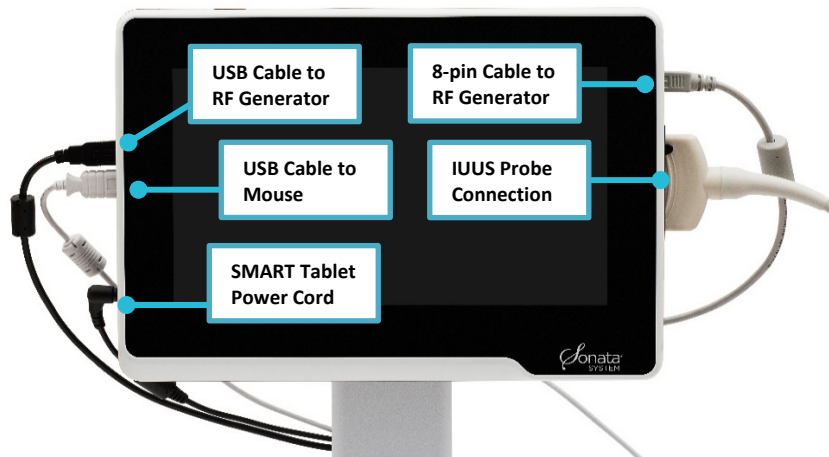 USB Cable to
RF Generator
8-pin Cable to
RF Generator
USB Cable to
Mouse
IUUS Probe
Connection
SMART Tablet
Power Cord
Sonata
SYSTEM